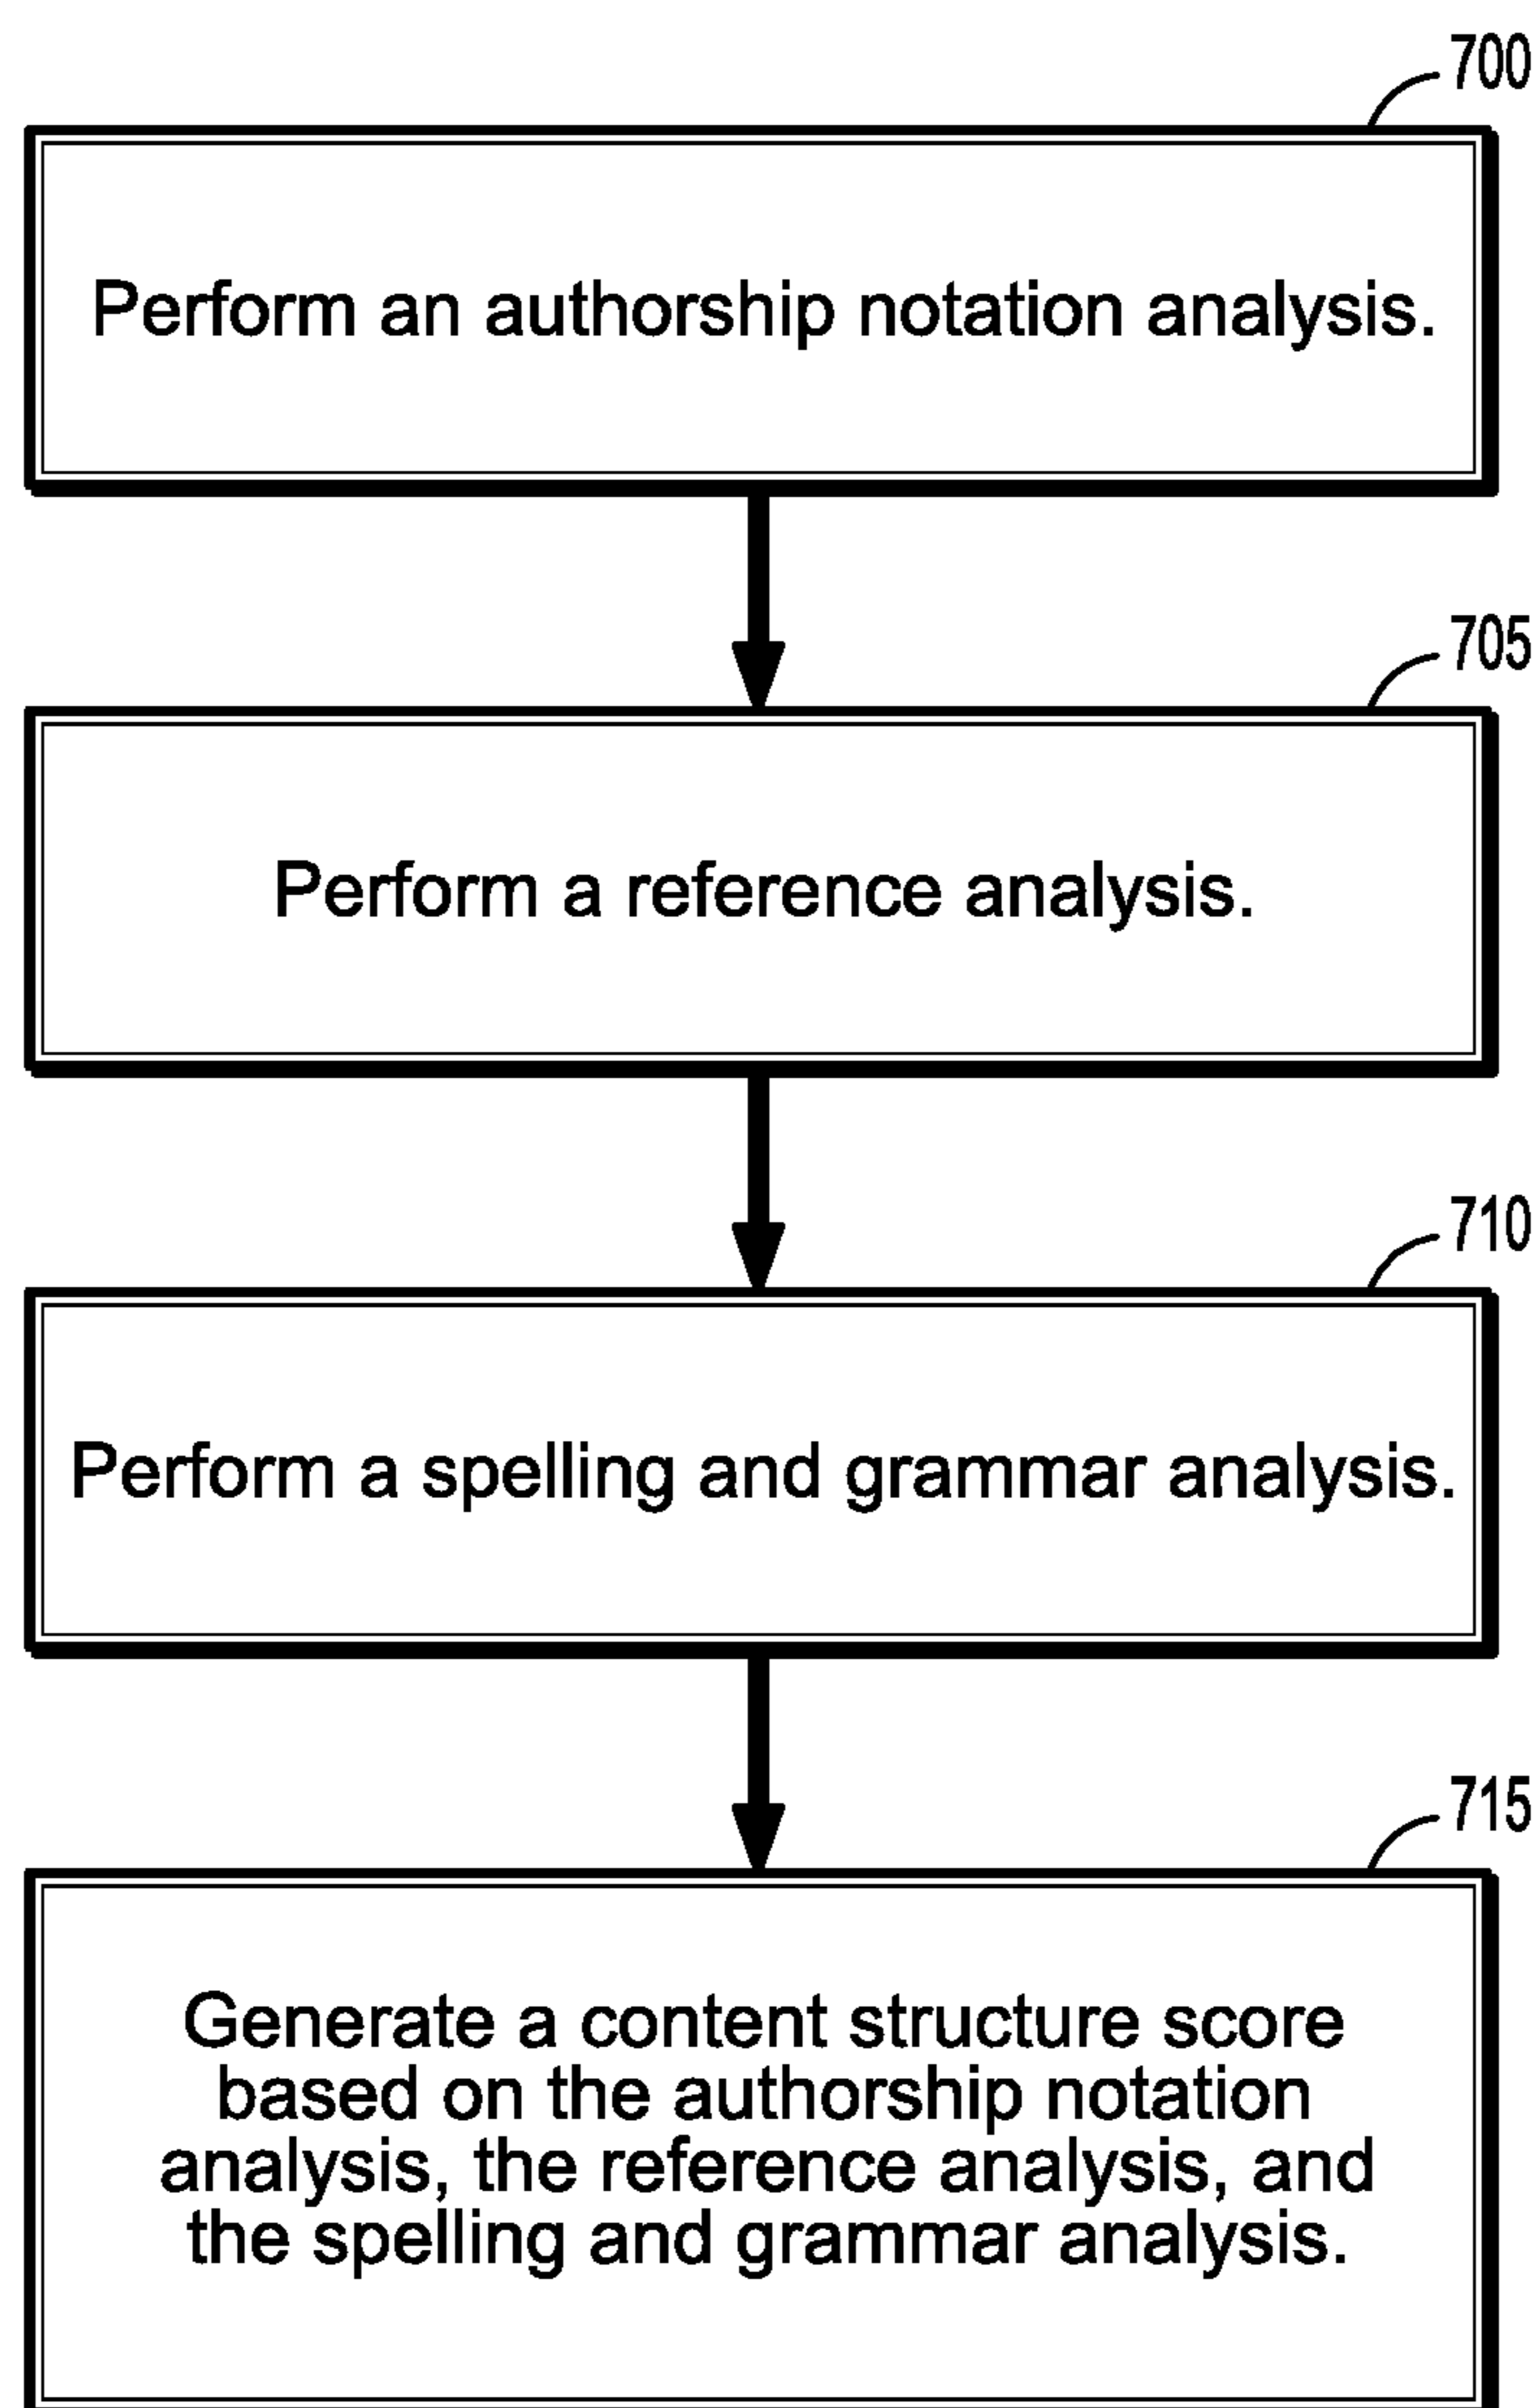 700
Perform an authorship notation analysis.
705
Perform a reference analysis.
710
Perform a spelling and grammar analysis.
715
Generate a content structure score
based on the authorship notation
analysis, the reference analysis, and
the spelling and grammar analysis.